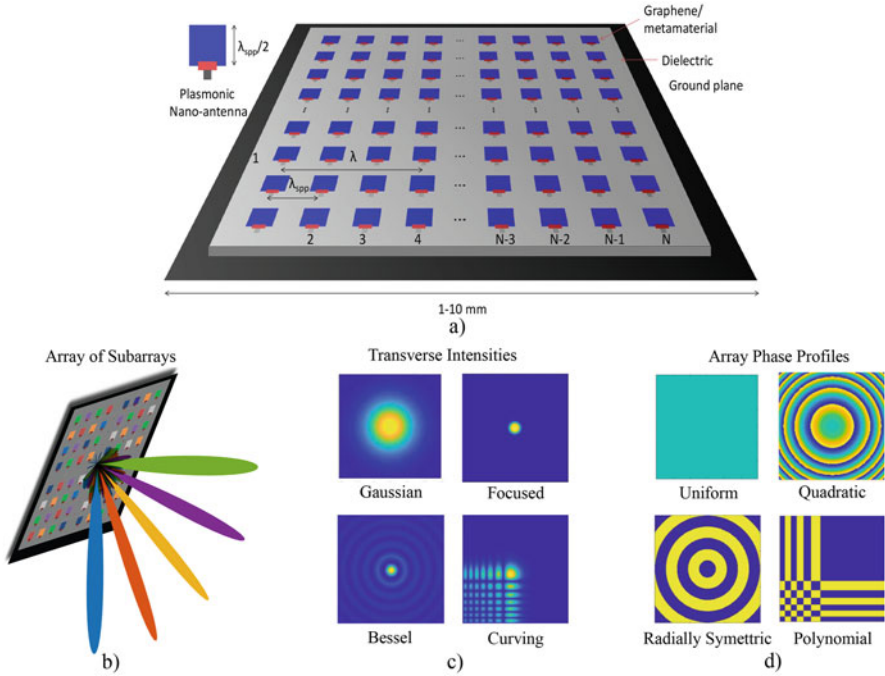 Graphene/
metamaterial
λspp/2
Dielectric
Plasmonic
Nano-antenna
Ground plane
...
...
...
...
...
1
λ
...
λspp
...
...
2 3 4 N-3 N-2 N-1 N
1-10 mm
a)
Array of Subarrays
Transverse Intensities
Array Phase Profiles
Gaussian Focused
Uniform Quadratic
Bessel Curving
Radially Symettric Polynomial
b) c) d)